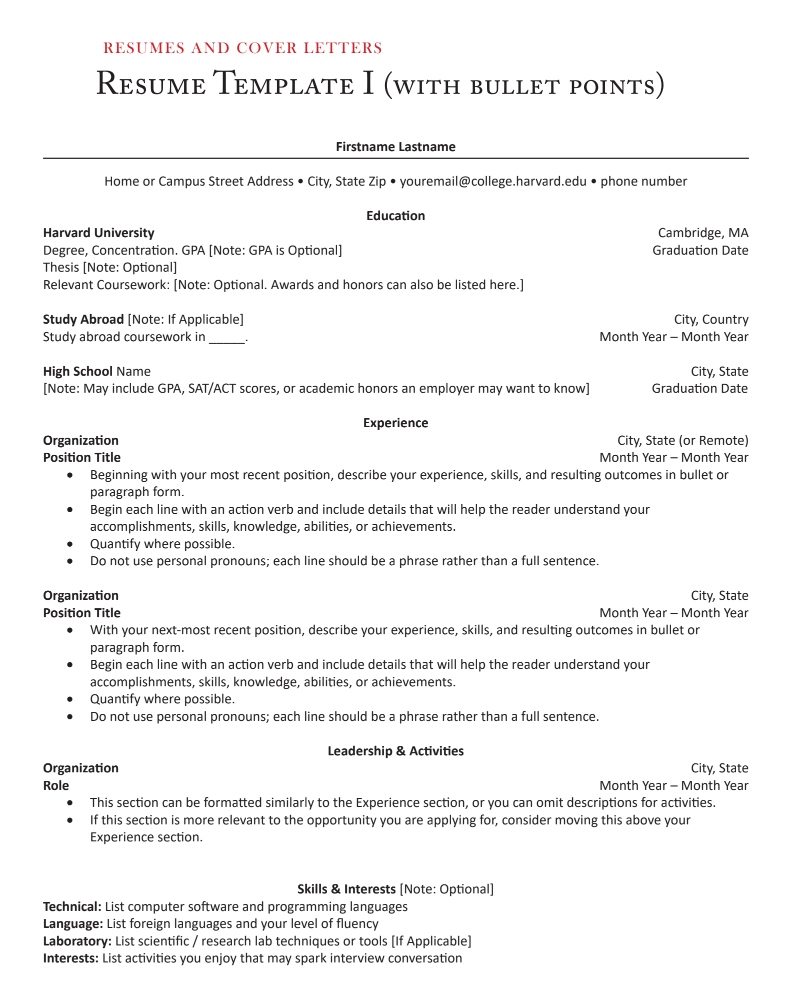 RESUMES AND COVER LETTERS
Resume Template I (with bullet points)
Firstname Lastname
Home or Campus Street Address • City, State Zip • youremail@college.harvard.edu • phone number
Education
Harvard University Cambridge, MA
Degree, Concentration. GPA [Note: GPA is Optional] Graduation Date
Thesis [Note: Optional]
Relevant Coursework: [Note: Optional. Awards and honors can also be listed here.]
Study Abroad [Note: If Applicable] City, Country
Study abroad coursework in _____. Month Year – Month Year
High School Name City, State
[Note: May include GPA, SAT/ACT scores, or academic honors an employer may want to know] Graduation Date
Experience
Organization City, State (or Remote)
Position Title Month Year – Month Year
• Beginning with your most recent position, describe your experience, skills, and resulting outcomes in bullet or
paragraph form.
• Begin each line with an action verb and include details that will help the reader understand your
accomplishments, skills, knowledge, abilities, or achievements.
• Quantify where possible.
• Do not use personal pronouns; each line should be a phrase rather than a full sentence.
Organization City, State
Position Title Month Year – Month Year
• With your next-most recent position, describe your experience, skills, and resulting outcomes in bullet or
paragraph form.
• Begin each line with an action verb and include details that will help the reader understand your
accomplishments, skills, knowledge, abilities, or achievements.
• Quantify where possible.
• Do not use personal pronouns; each line should be a phrase rather than a full sentence.
Leadership & Activities
Organization City, State
Role Month Year – Month Year
• This section can be formatted similarly to the Experience section, or you can omit descriptions for activities.
• If this section is more relevant to the opportunity you are applying for, consider moving this above your
Experience section.
Skills & Interests [Note: Optional]
Technical: List computer software and programming languages
Language: List foreign languages and your level of fluency
Laboratory: List scientific / research lab techniques or tools [If Applicable]
Interests: List activities you enjoy that may spark interview conversation